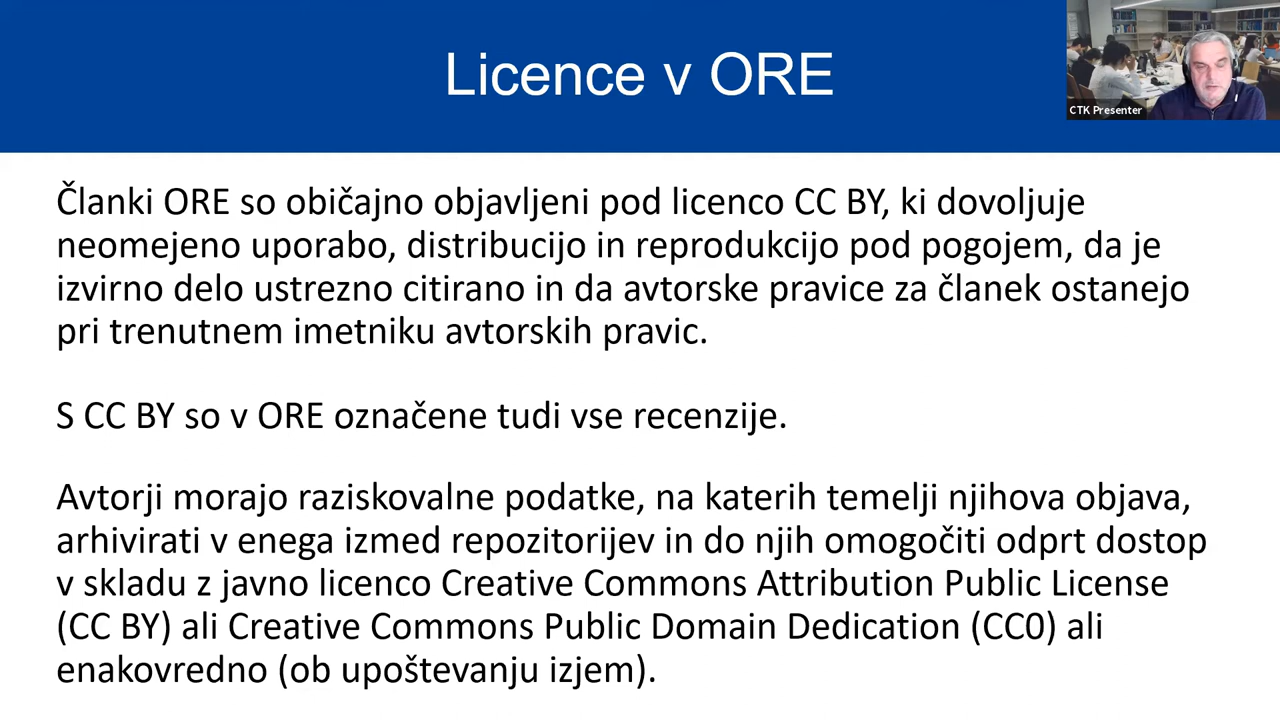 Licence v ORE
CTK Presenter
Članki ORE so običajno objavljeni pod licenco CC BY, ki dovoljuje
neomejeno uporabo, distribucijo in reprodukcijo pod pogojem, da je
izvirno delo ustrezno citirano in da avtorske pravice za članek ostanejo
pri trenutnem imetniku avtorskih pravic.
S CC BY so v ORE označene tudi vse recenzije.
Avtorji morajo raziskovalne podatke, na katerih temelji njihova objava,
arhivirati v enega izmed repozitorijev in do njih omogočiti odprt dostop
v skladu z javno licenco Creative Commons Attribution Public License
(CC BY) ali Creative Commons Public Domain Dedication (CC0) ali
enakovredno (ob upoštevanju izjem).